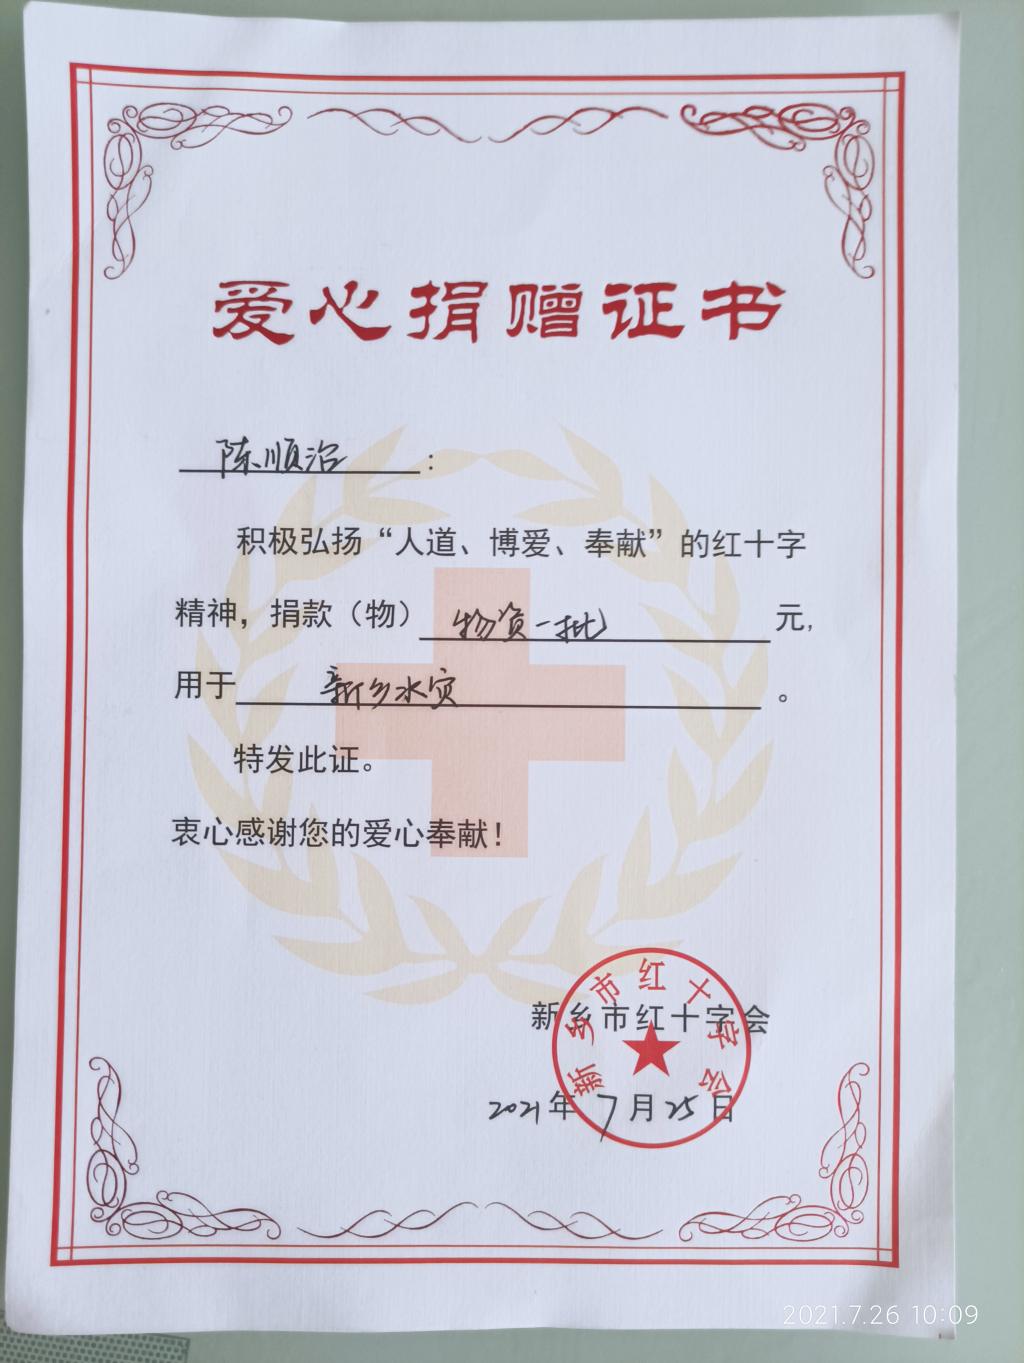 爱心捐赠证书
陈顺治：
积极弘扬“人道、博爱、奉献”的红十字
精神，捐款（物）物资一批元，
用于新乡水灾。
特发此证。
衷心感谢您的爱心奉献！
新乡市红十字会
新乡市红十字会
2021年7月25日
2021.7.26 10:09